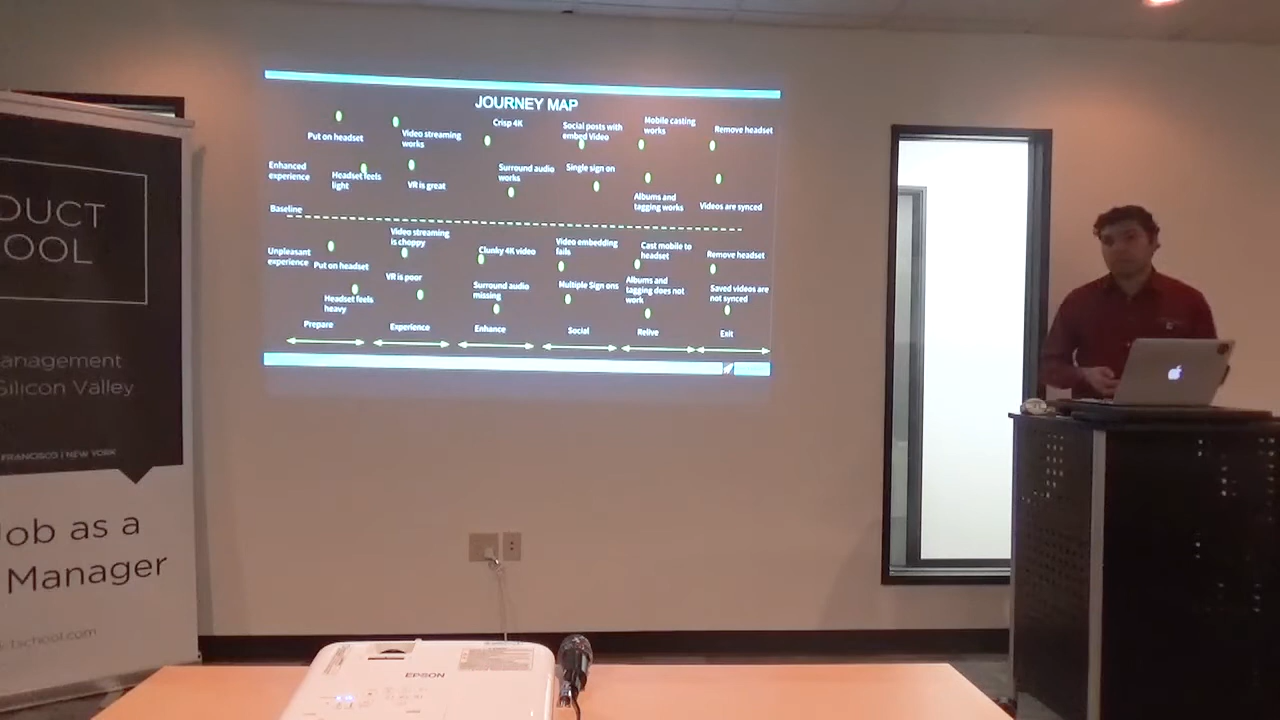 JOURNEY MAP
Put on headset
Video streaming
works
Crisp 4K
Social posts with
embed Video
Mobile casting
works
Remove headset
Enhanced
experience
Headset feels
light
VR is great
Surround audio
works
Single sign on
Albums and
tagging works
Videos are synced
Baseline
Unpleasant
experience
Put on headset
Video streaming
is choppy
Clunky 4K video
Video embedding
fails
Cast mobile to
headset
Remove headset
Headset feels
heavy
VR is poor
Surround audio
missing
Multiple Sign ons
Albums and
tagging does not
work
Saved videos are
not synced
Prepare
Experience
Enhance
Social
Relive
Exit
DUCT
OOL
anagement
Silicon Valley
FRANCISCO | NEW YORK
Job as a
Manager
ctschool.com
EPSON